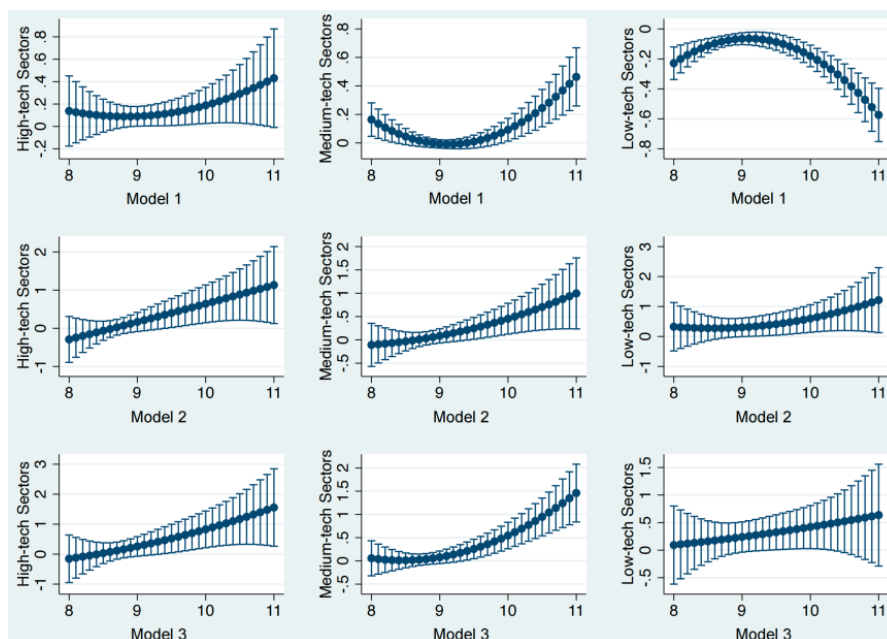 High-tech Sectors
-.2 0 .2 .4 .6 .8
8 9 10 11
Model 1
Medium-tech Sectors
0 .2 .4 .6 .8
8 9 10 11
Model 1
Low-tech Sectors
-.8 -.6 -.4 -.2 0
8 9 10 11
Model 1
High-tech Sectors
-1 0 1 2
8 9 10 11
Model 2
Medium-tech Sectors
-.5 0 .5 1 1.5 2
8 9 10 11
Model 2
Low-tech Sectors
-1 0 1 2 3
8 9 10 11
Model 2
High-tech Sectors
-1 0 1 2 3
8 9 10 11
Model 3
Medium-tech Sectors
-.5 0 .5 1 1.5 2
8 9 10 11
Model 3
Low-tech Sectors
-.5 0 .5 1 1.5
8 9 10 11
Model 3